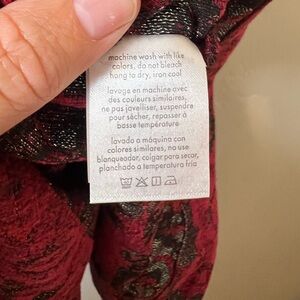 machine wash with like
colors, do not bleach
hang to dry, iron cool
lavage en machine avec
des couleurs similaires,
ne pas javelliser, suspendre
pour sécher, repasser à
basse température
lavado a máquina con
colores similares, no use
blanqueador, colgar para secar,
planchado a temperatura fría